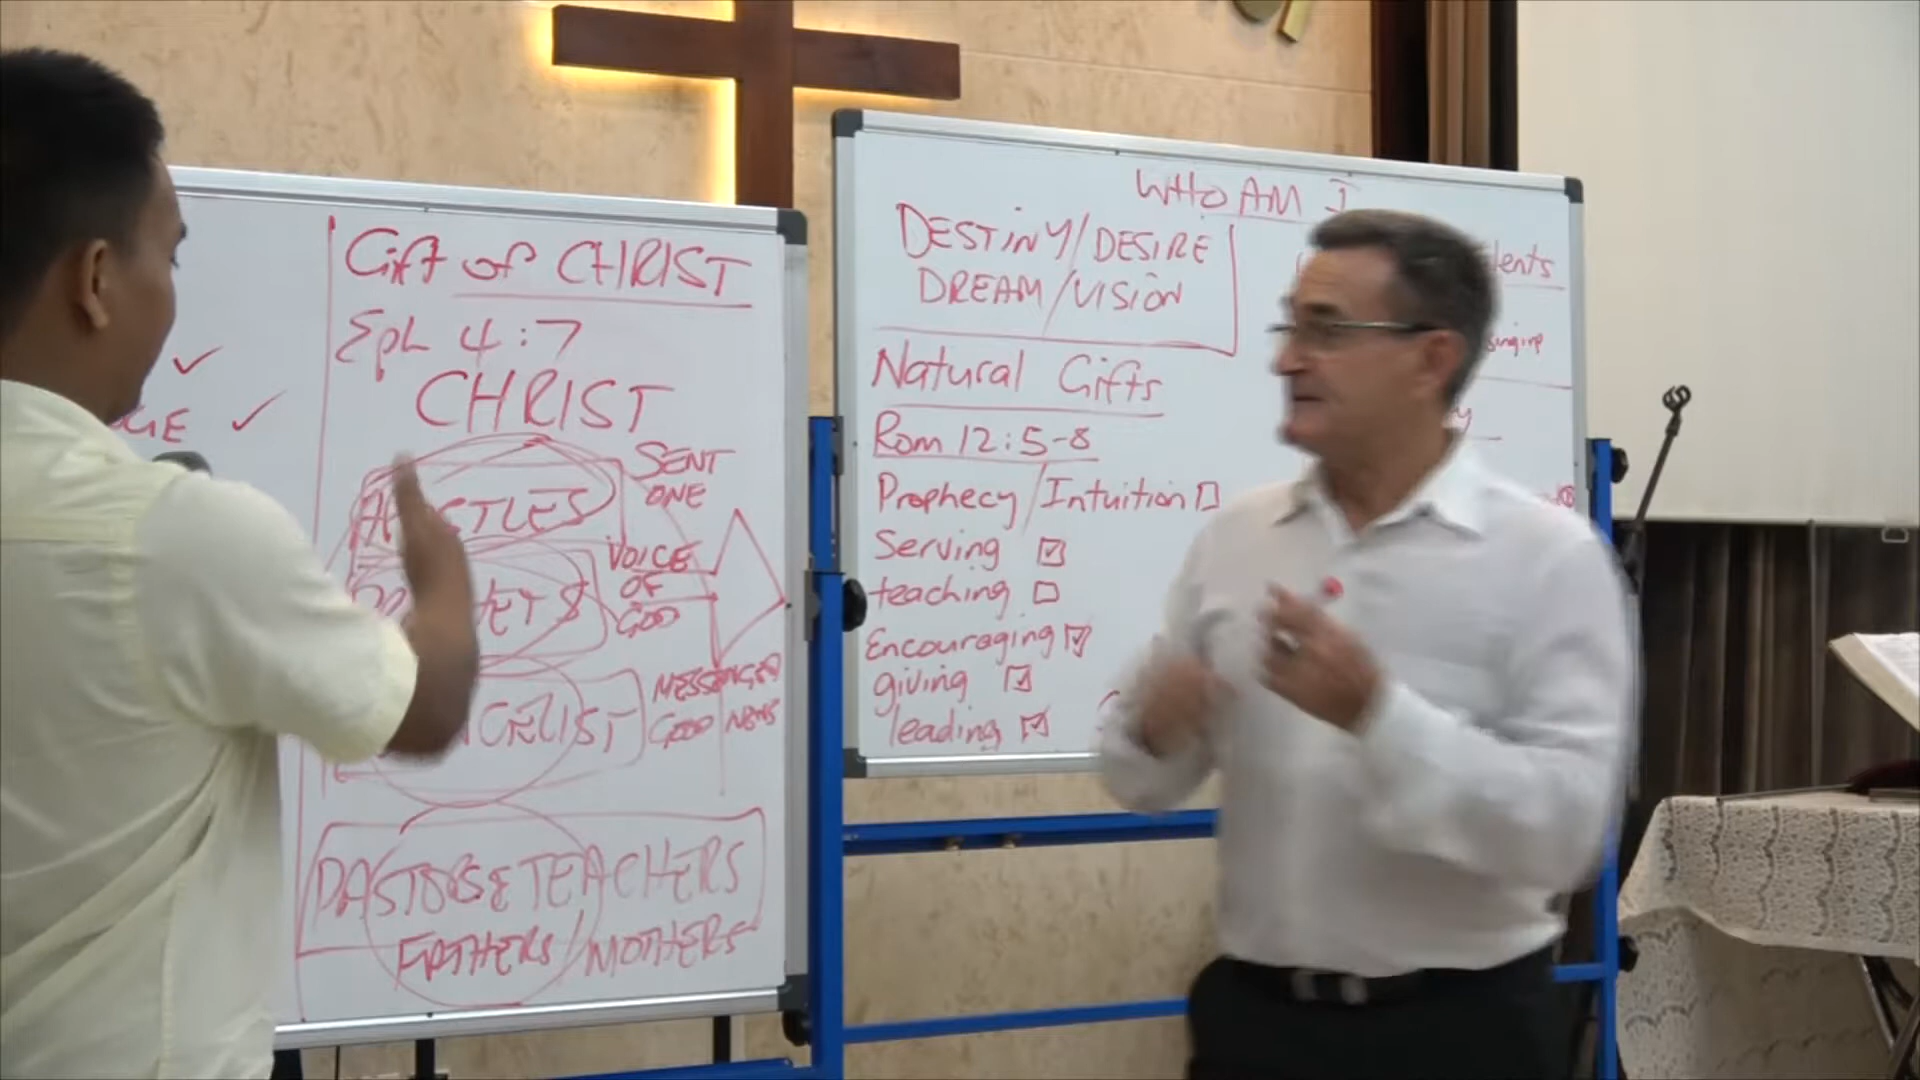 Gift of CHRIST
Eph 4:7
CHRIST
SENT
ONE
VOICE
OF
GOD
MESSENGER
GOOD NEWS
PASTORS & TEACHERS
FATHERS/MOTHERS
WHO AM I
DESTINY/DESIRE
DREAM/VISION
Natural Gifts
Rom 12:5-8
Prophecy/Intuition
Serving
teaching
Encouraging
giving
leading